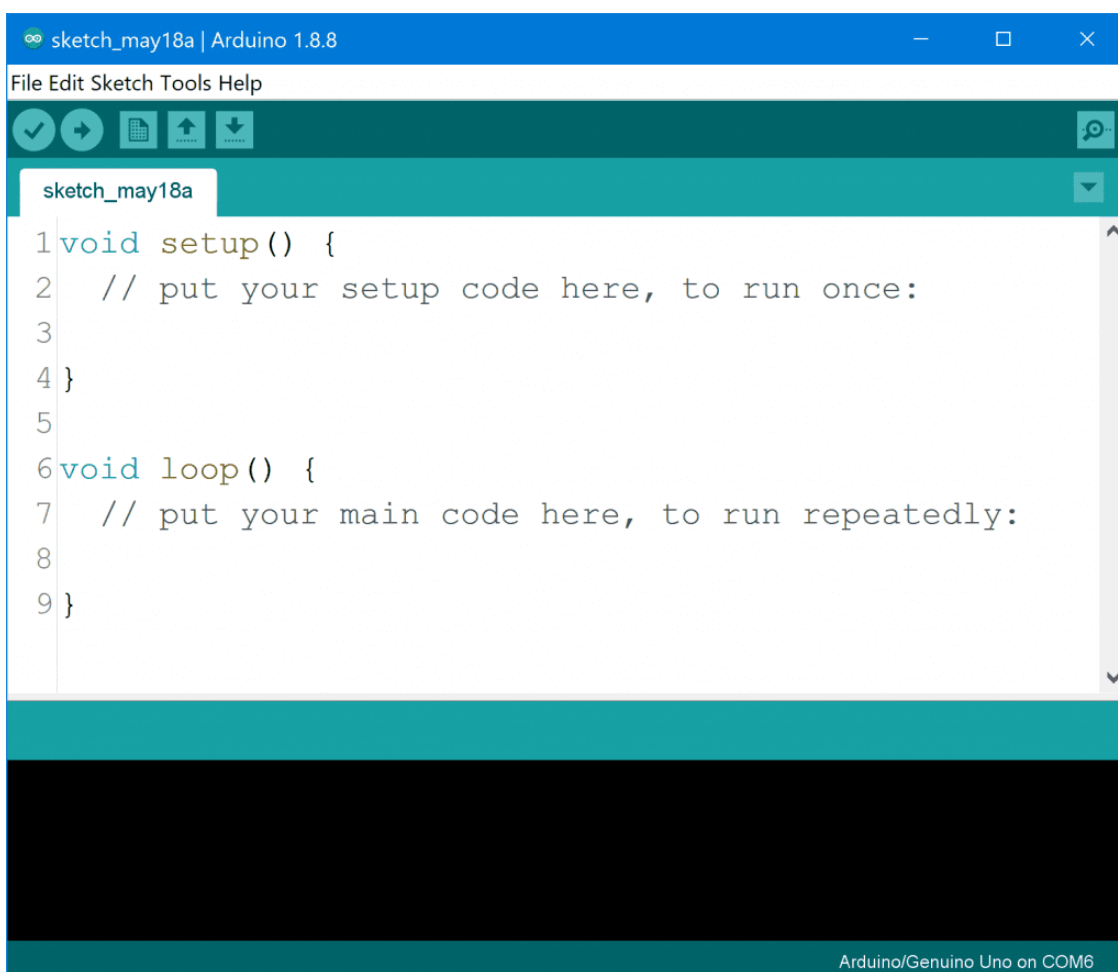 sketch_may18a | Arduino 1.8.8
File Edit Sketch Tools Help
sketch_may18a
1 void setup() {
2   // put your setup code here, to run once:
3
4 }
5
6 void loop() {
7   // put your main code here, to run repeatedly:
8
9 }
Arduino/Genuino Uno on COM6